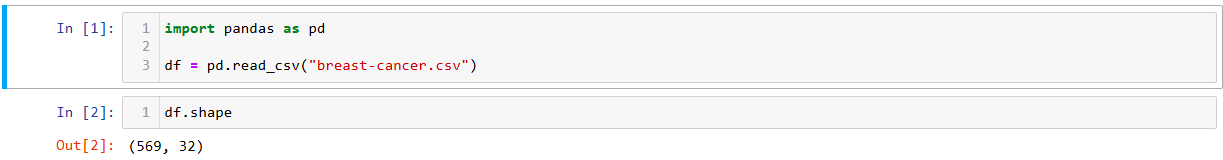 In [1]:
1 import pandas as pd
2
3 df = pd.read_csv("breast-cancer.csv")
In [2]:
1 df.shape
Out[2]: (569, 32)